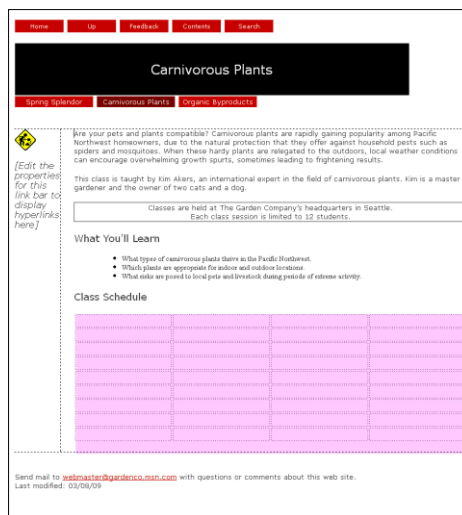 Home Up Feedback Contents Search
Carnivorous Plants
Spring Splendor Carnivorous Plants Organic Byproducts
[Edit the
properties
for this
link bar to
display
hyperlinks
here]
Are your pets and plants compatible? Carnivorous plants are rapidly gaining popularity among Pacific
Northwest homeowners, due to the natural protection that they offer against household pests such as
spiders and mosquitoes. When these hardy plants are relegated to the outdoors, local weather conditions
can encourage overwhelming growth spurts, sometimes leading to frightening results.
This class is taught by Kim Akers, an international expert in the field of carnivorous plants. Kim is a master
gardener and the owner of two cats and a dog.
Classes are held at The Garden Company's headquarters in Seattle.
Each class session is limited to 12 students.
What You'll Learn
• What types of carnivorous plants thrive in the Pacific Northwest.
• Which plants are appropriate for indoor and outdoor locations.
• What risks are posed to local pets and livestock during periods of extreme activity.
Class Schedule
Send mail to webmaster@gardenco.msn.com with questions or comments about this web site.
Last modified: 03/08/09